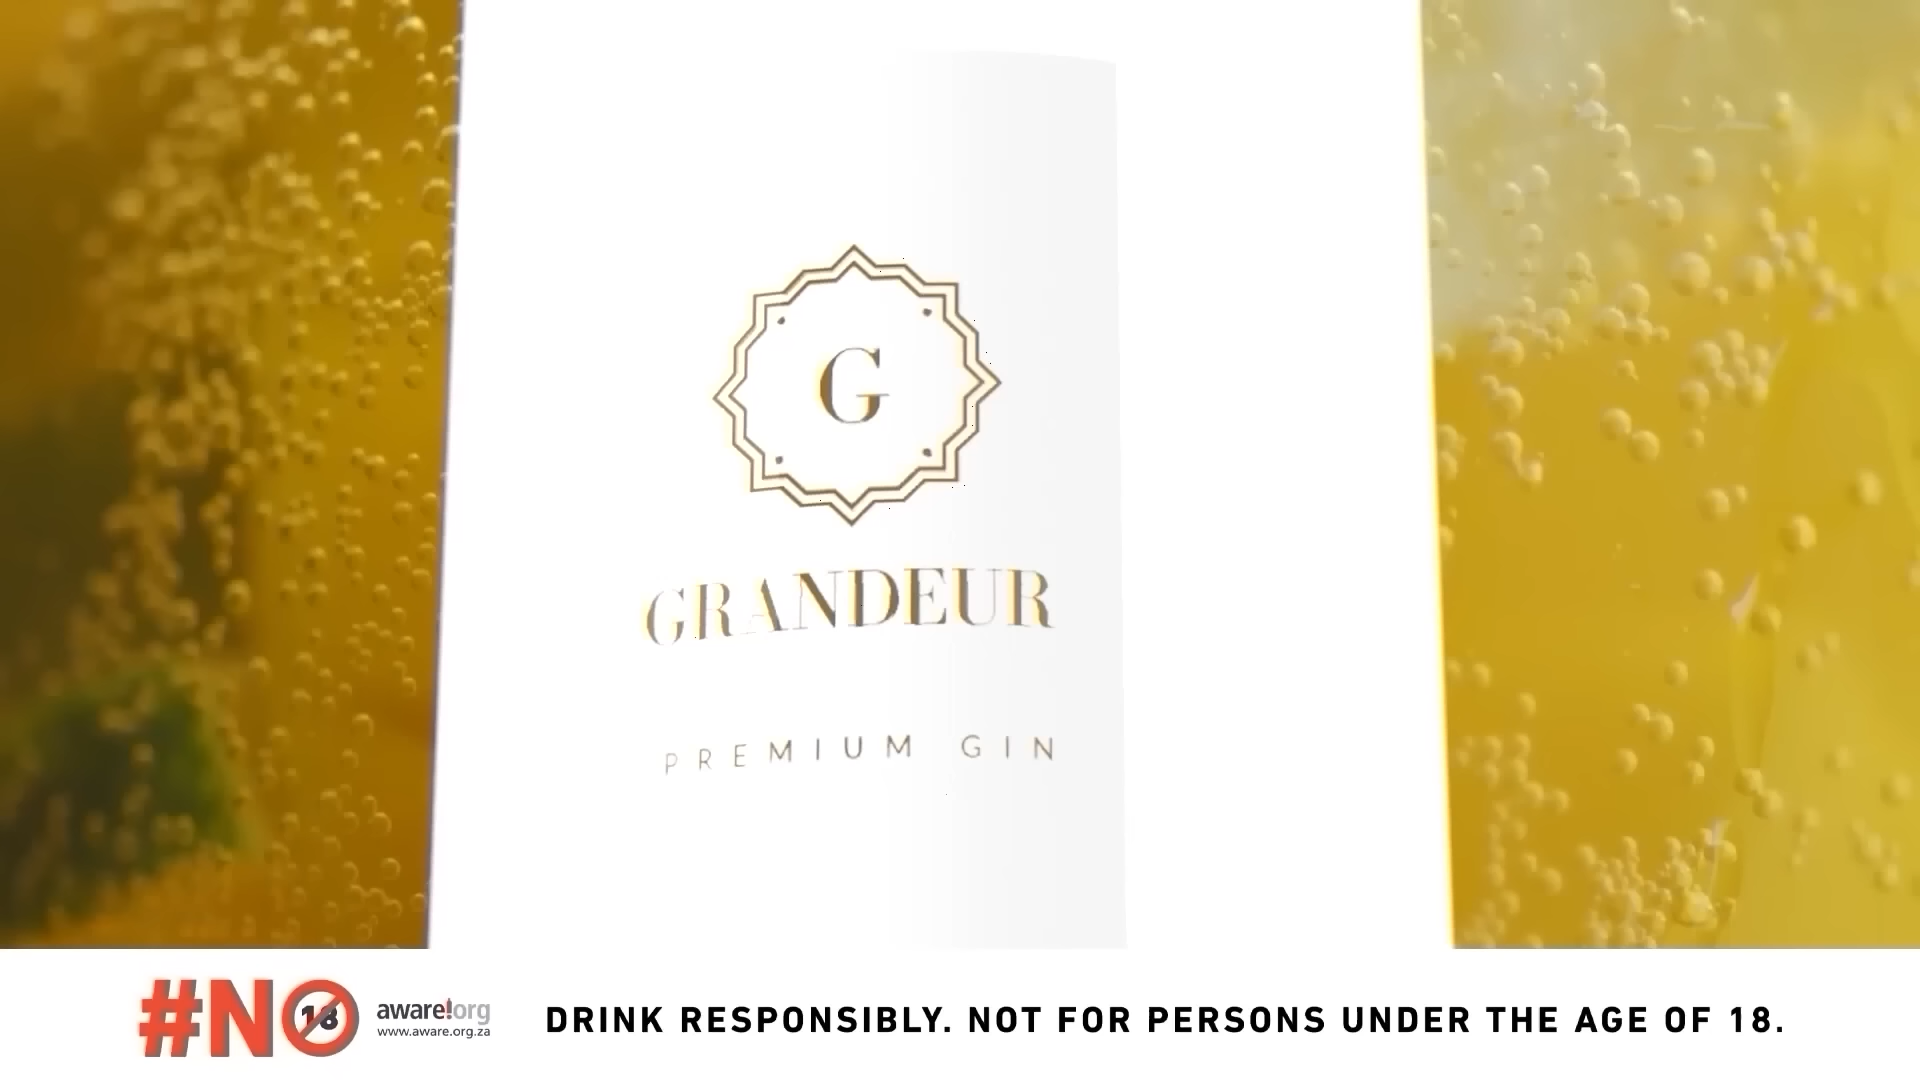 G
GRANDEUR
PREMIUM GIN
#NO 18
aware!org
www.aware.org.za
DRINK RESPONSIBLY. NOT FOR PERSONS UNDER THE AGE OF 18.